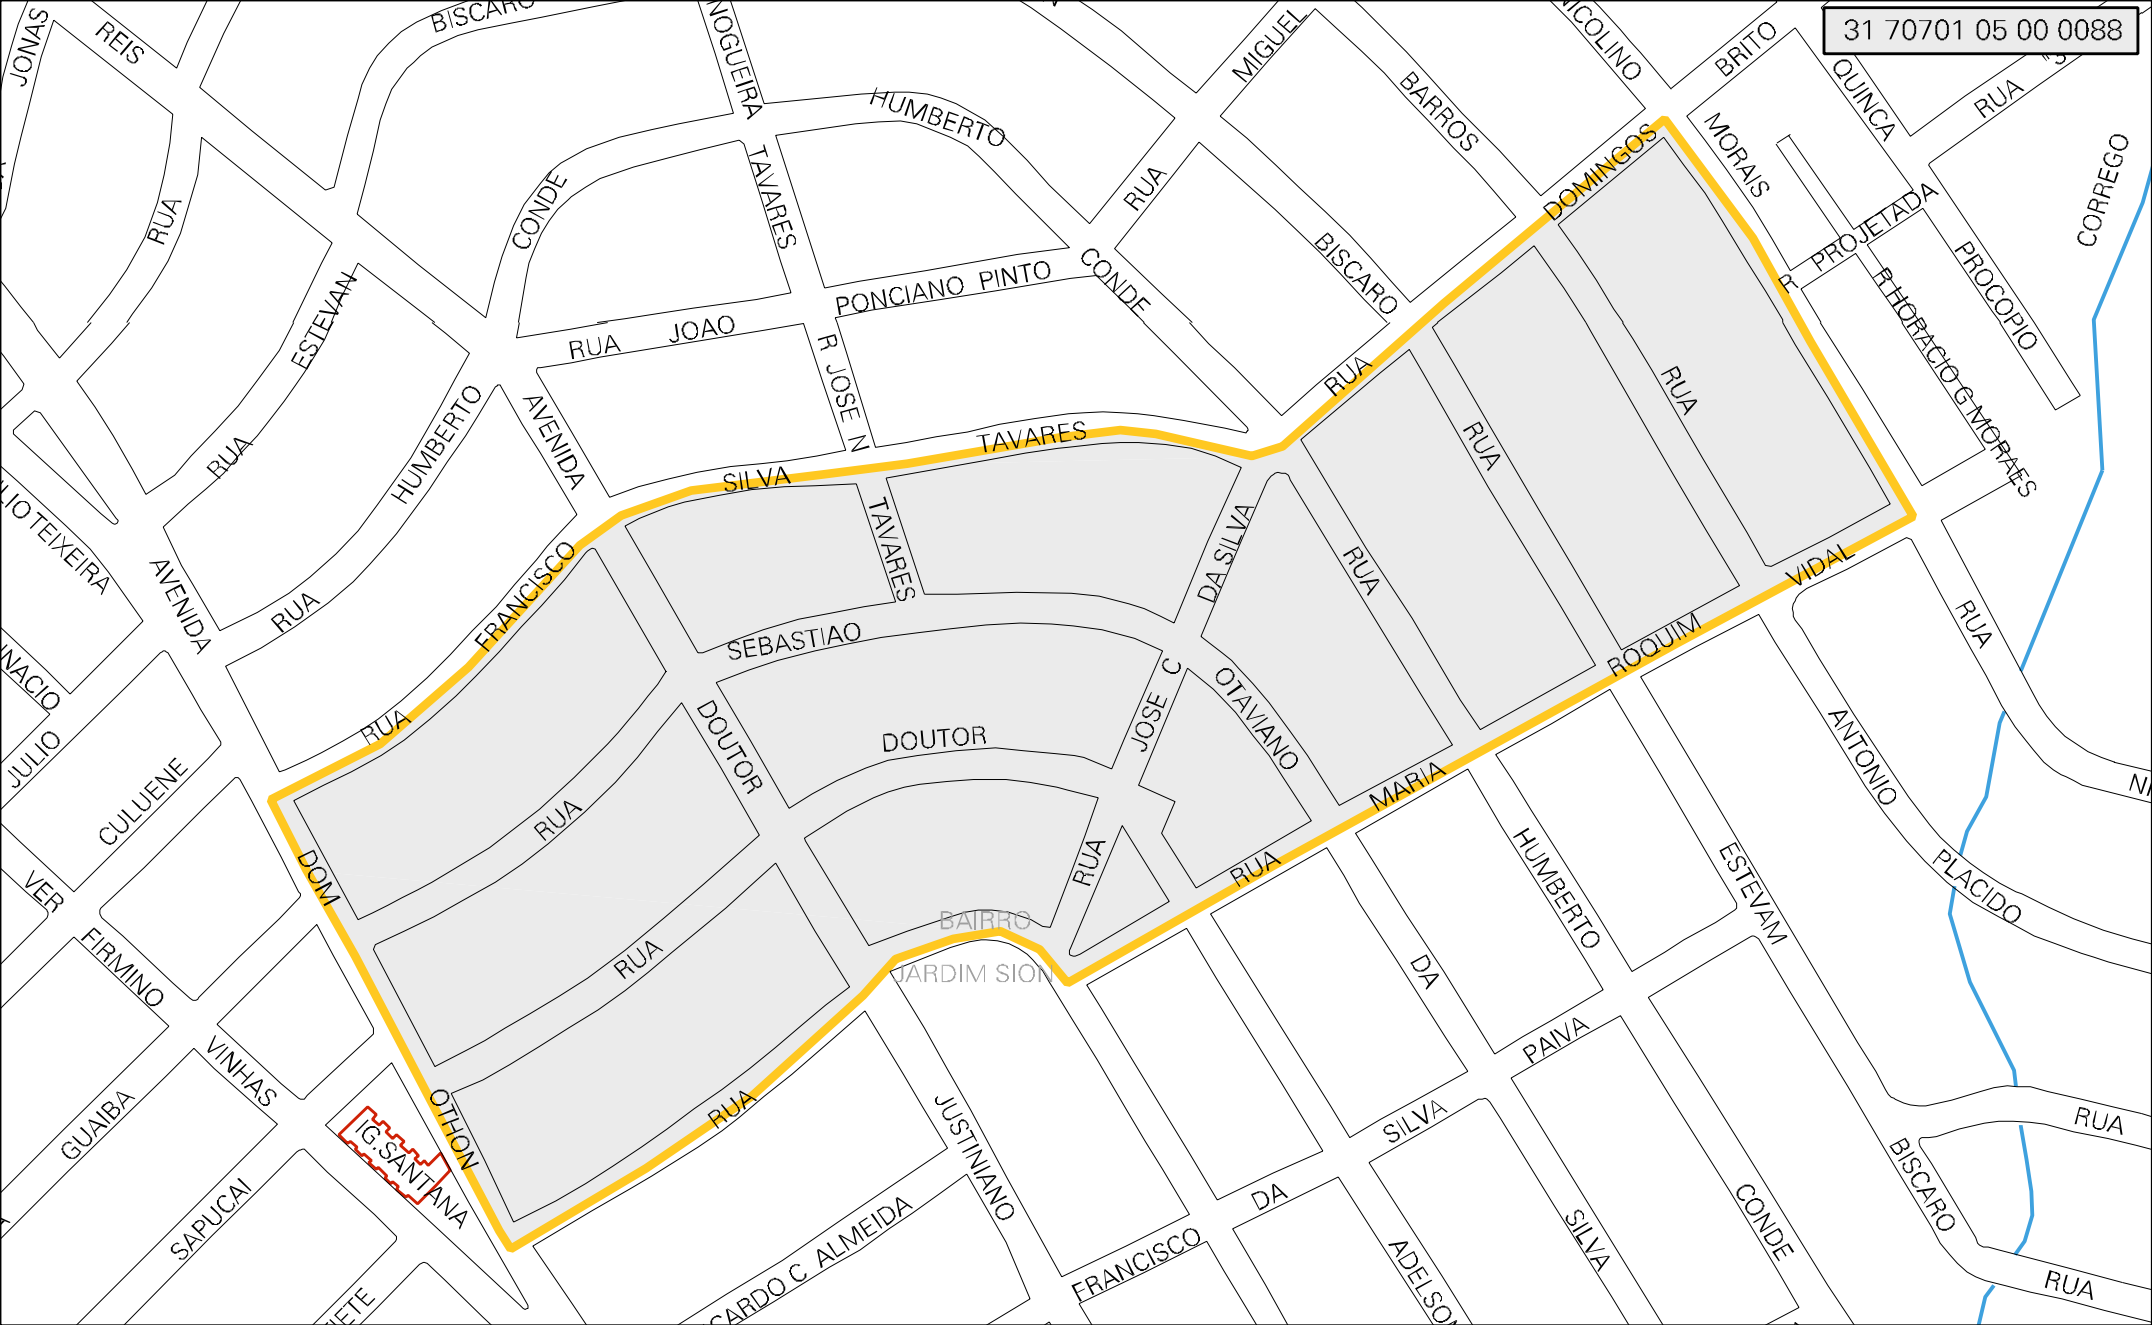 31 70701 05 00 0088
JONAS
REIS
NOGUEIRA
MIGUEL
NICOLINO
BRITO
QUINCA
RUA
BARROS
HUMBERTO
MORAIS
CORREGO
RUA
TAVARES
CONDE
RUA
DOMINGOS
PROJETADA
R
BISCARO
ESTEVAN
CONDE
PONCIANO PINTO
PROCOPIO
R HORACIO G MORAES
RUA
JOAO
R JOSE N
RUA
RUA
RUA
HUMBERTO
AVENIDA
RUA
TAVARES
SILVA
TAVARES
DA SILVA
RUA
VIDAL
TEIXEIRA
AVENIDA
RUA
FRANCISCO
SEBASTIAO
RUA
ROQUIM
JOSE C
OTAVIANO
RUA
JULIO
CULUENE
DOUTOR
DOUTOR
MARIA
ANTONIO
RUA
RUA
RUA
DOM
VER
HUMBERTO
ESTEVAM
PLACIDO
FIRMINO
RUA
BAIRRO
JARDIM SION
DA
VINHAS
PAIVA
GUAIBA
OTHON
RUA
JUSTINIANO
SILVA
RUA
IG.SANTANA
BISCARO
SAPUCAI
DA
SILVA
CONDE
CARDO C ALMEIDA
FRANCISCO
ADELSON
RUA